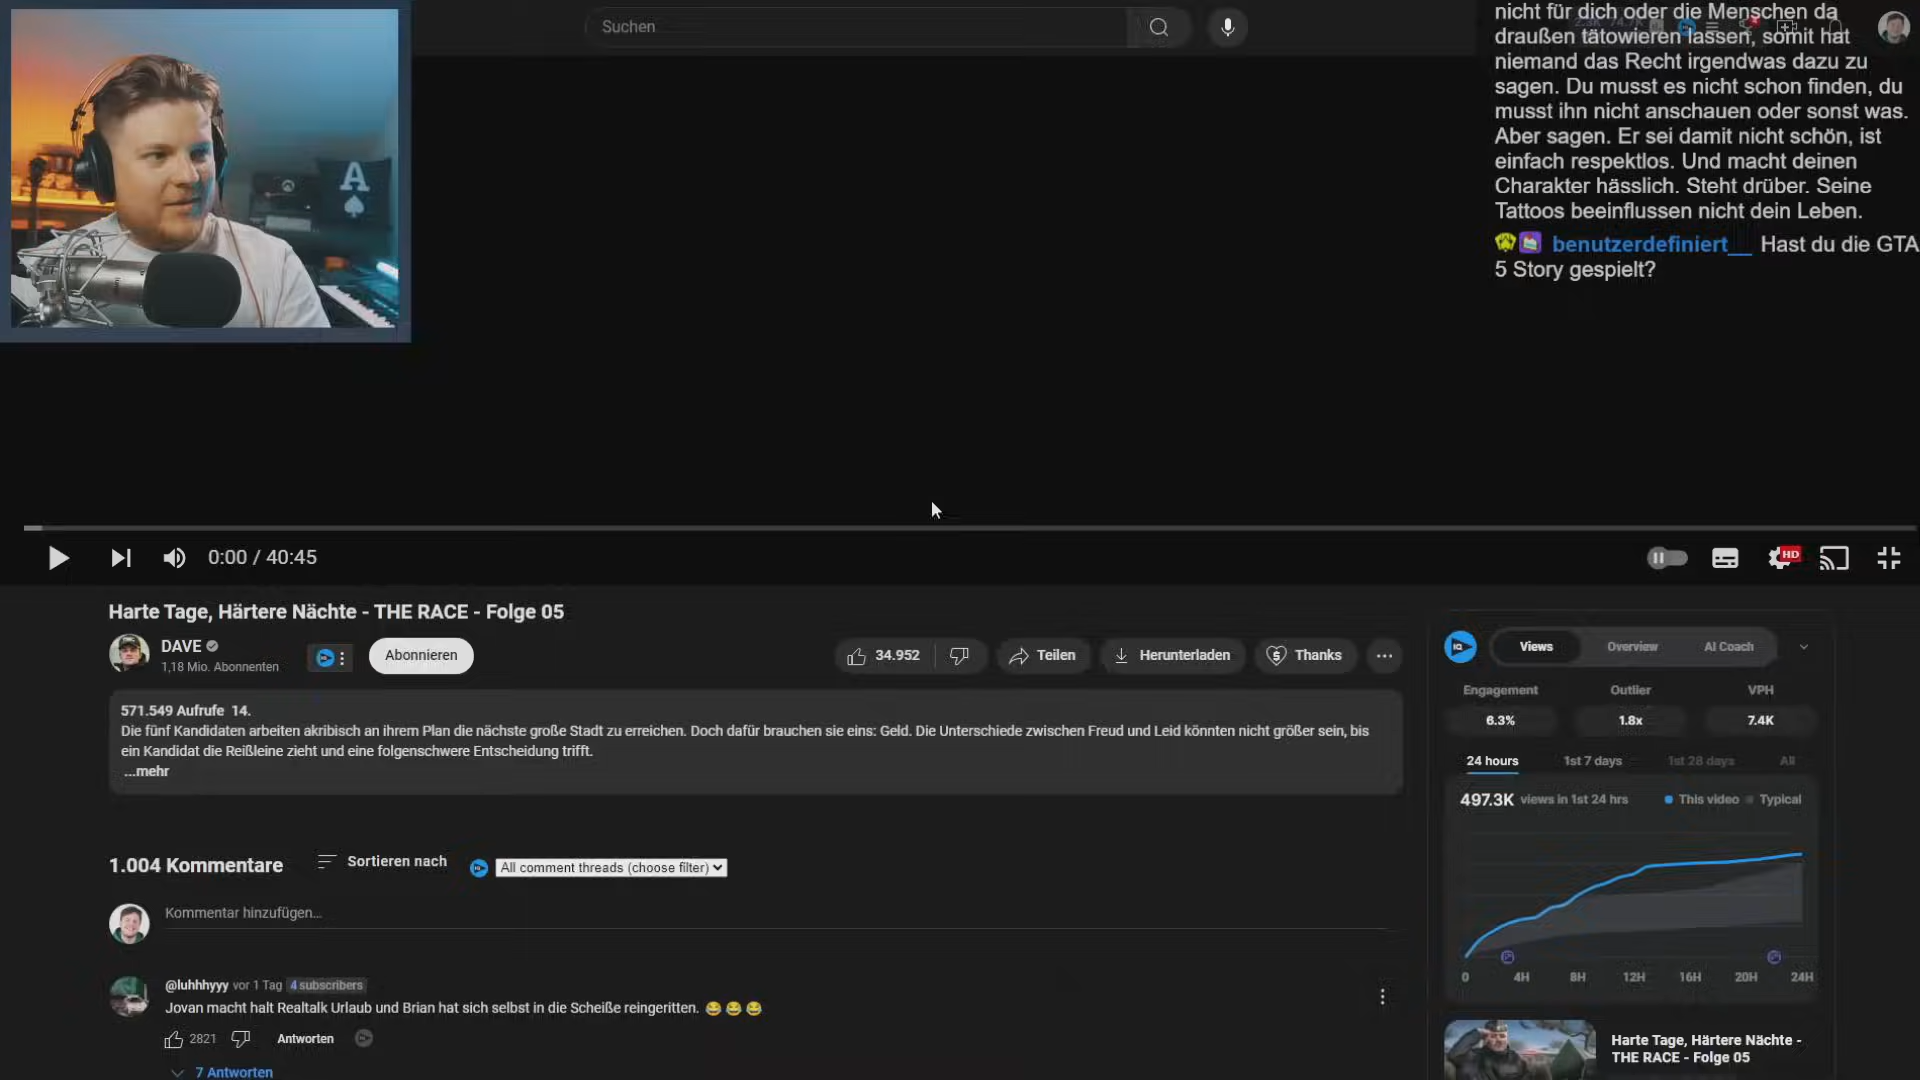 Suchen
nicht für dich oder die Menschen da
draußen tätowieren lassen, somit hat
niemand das Recht irgendwas dazu zu
sagen. Du musst es nicht schon finden, du
musst ihn nicht anschauen oder sonst was.
Aber sagen. Er sei damit nicht schön, ist
einfach respektlos. Und macht deinen
Charakter hässlich. Steht drüber. Seine
Tattoos beeinflussen nicht dein Leben.
benutzerdefiniert__ Hast du die GTA
5 Story gespielt?
A
0:00 / 40:45
HD
Harte Tage, Härtere Nächte - THE RACE - Folge 05
DAVE
1,18 Mio. Abonnenten
Abonnieren
34.952
Teilen
Herunterladen
Thanks
571.549 Aufrufe 14.
Die fünf Kandidaten arbeiten akribisch an ihrem Plan die nächste große Stadt zu erreichen. Doch dafür brauchen sie eins: Geld. Die Unterschiede zwischen Freud und Leid könnten nicht größer sein, bis
ein Kandidat die Reißleine zieht und eine folgenschwere Entscheidung trifft.
...mehr
1.004 Kommentare
Sortieren nach
All comment threads (choose filter)
Kommentar hinzufügen...
@luhhhyyy vor 1 Tag 4 subscribers
Jovan macht halt Realtalk Urlaub und Brian hat sich selbst in die Scheiße reingeritten. 😂 😂 😂
2821
Antworten
7 Antworten
IQ
Views
Overview
AI Coach
Engagement
Outlier
VPH
6.3%
1.8x
7.4K
24 hours
1st 7 days
1st 28 days
All
497.3K views in 1st 24 hrs
This video
Typical
0
4H
8H
12H
16H
20H
24H
Harte Tage, Härtere Nächte -
THE RACE - Folge 05